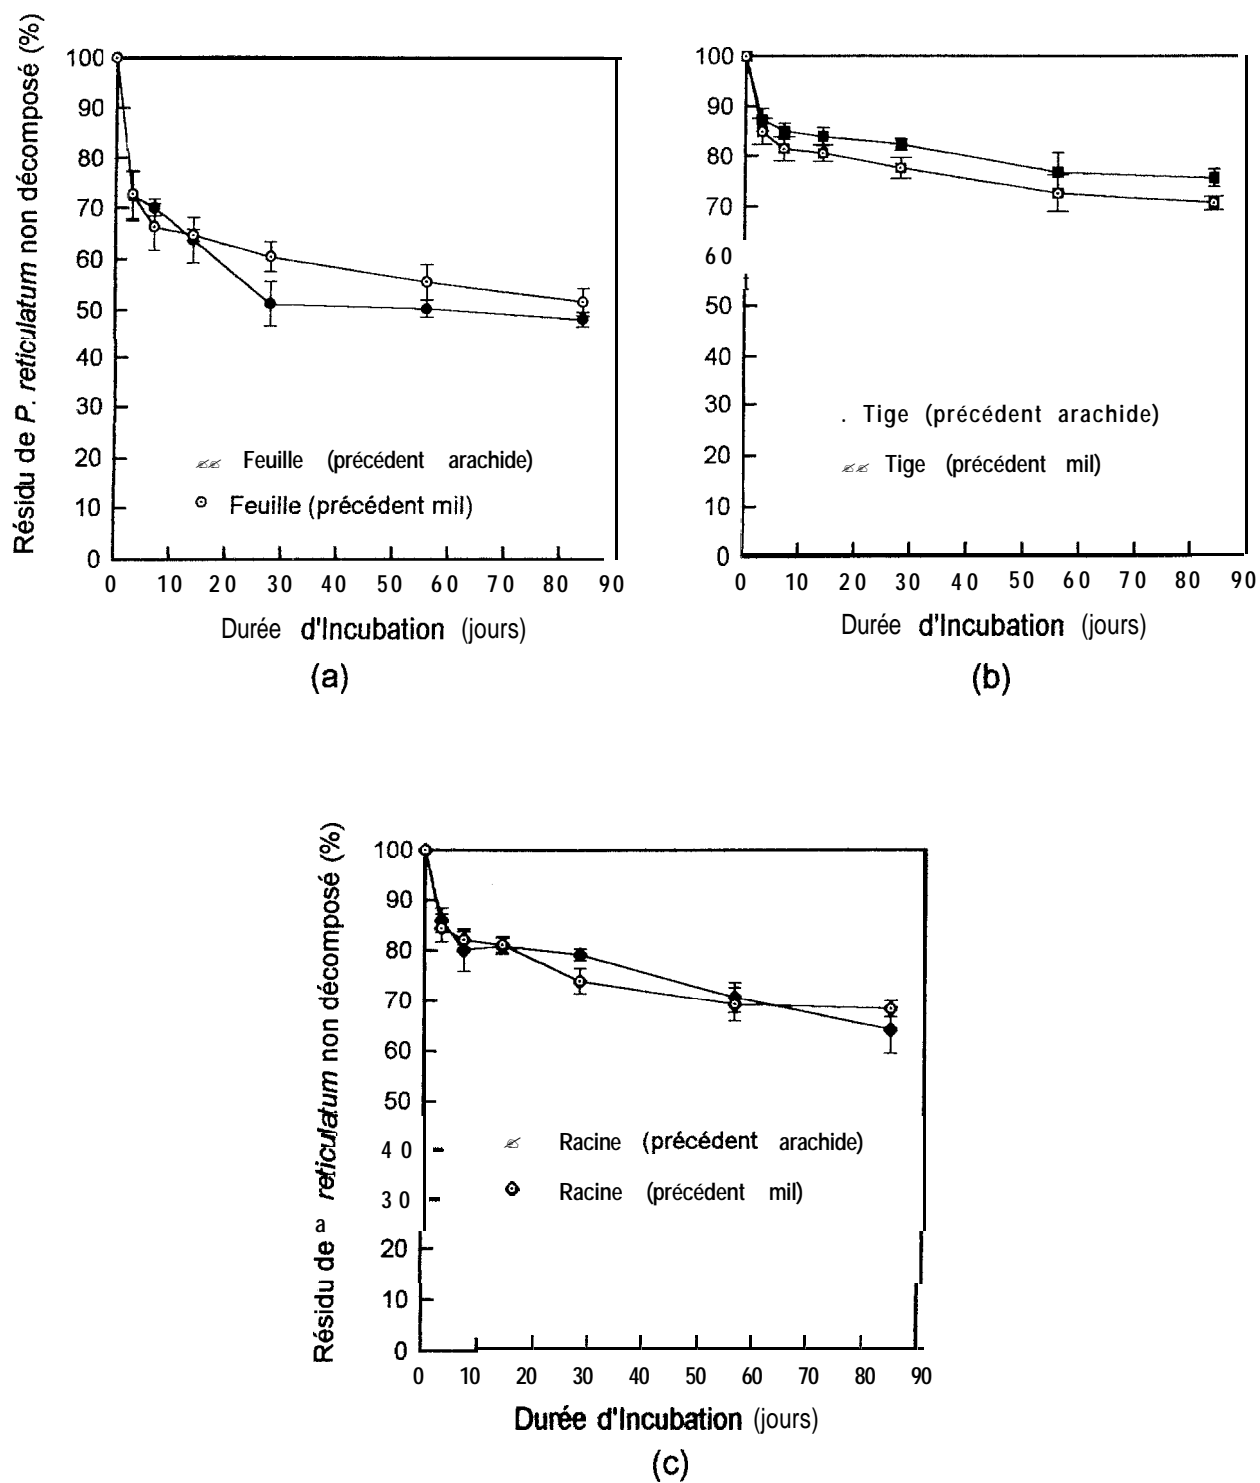 Résidu de P. reticulatum non décomposé (%)
100
90
80
70
60
50
40
30
20
10
0
Feuille (précédent arachide)
Feuille (précédent mil)
0 10 20 30 40 50 60 70 80 90
Durée d'Incubation (jours)
(a)
100
90
80
70
60
50
40
30
20
10
0
. Tige (précédent arachide)
Tige (précédent mil)
0 10 20 30 40 50 60 70 80 90
Durée d'Incubation (jours)
(b)
Résidu de a reticulatum non décomposé (%)
100
90
80
70
60
50
40
30
20
10
0
Racine (précédent arachide)
Racine (précédent mil)
0 10 20 30 40 50 60 70 80 90
Durée d'Incubation (jours)
(c)